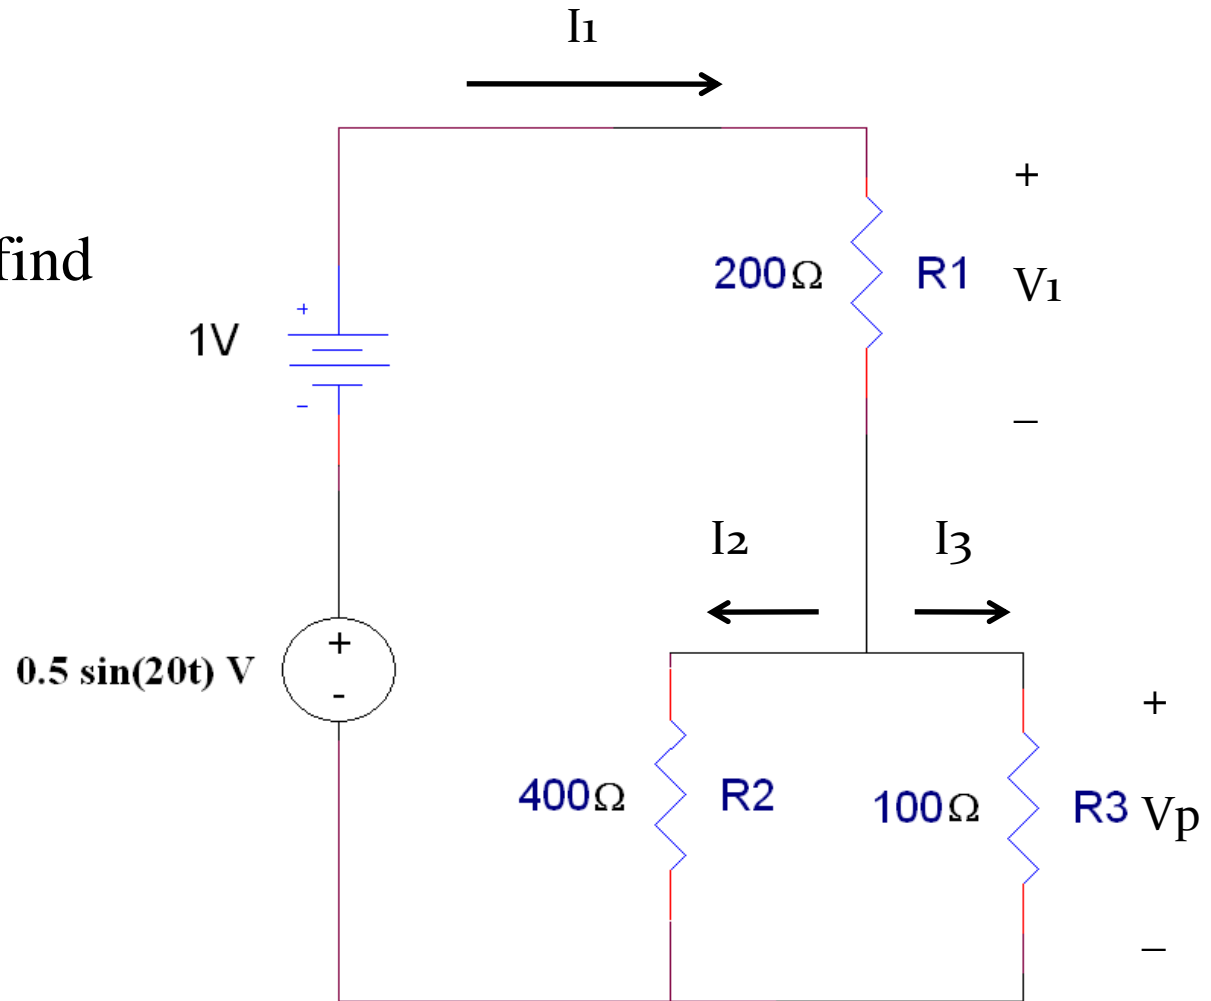 I1
find
+
200Ω R1 V1
–
+
1V
-
I2 I3
+
-
0.5 sin(20t) V
+
400Ω R2 100Ω R3 Vp
–